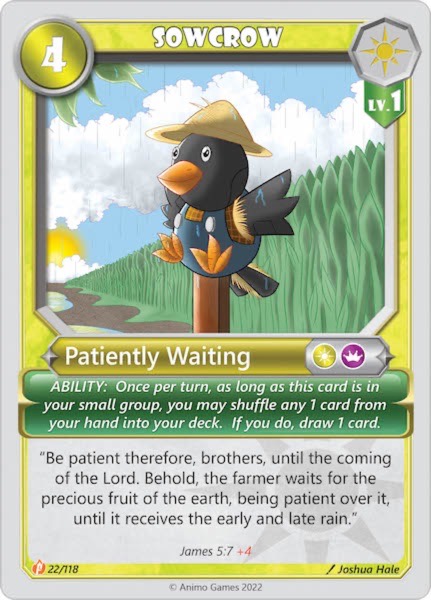 4
SOWCROW
LV.1
Patiently Waiting
ABILITY: Once per turn, as long as this card is in
your small group, you may shuffle any 1 card from
your hand into your deck. If you do, draw 1 card.
“Be patient therefore, brothers, until the coming
of the Lord. Behold, the farmer waits for the
precious fruit of the earth, being patient over it,
until it receives the early and late rain.”
James 5:7 +4
22/118
Joshua Hale
© Animo Games 2022